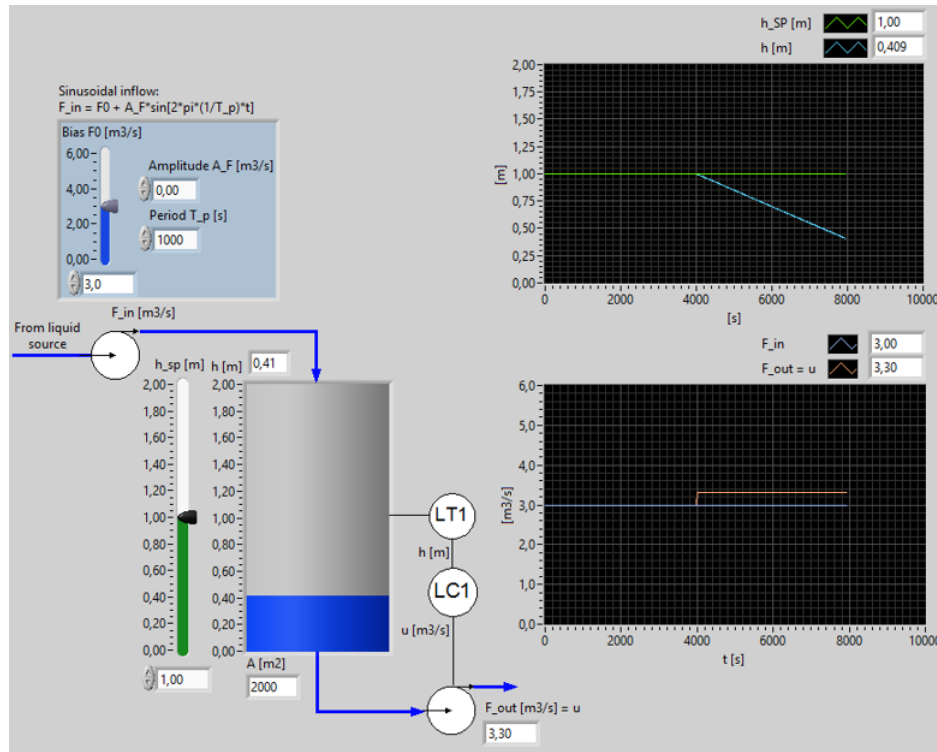 Sinusoidal inflow:
F_in = F0 + A_F*sin[2*pi*(1/T_p)*t]
Bias F0 [m3/s]
6,00
4,00
2,00
0,00
3,0
Amplitude A_F [m3/s]
0,00
Period T_p [s]
1000
h_SP [m] 1,00
h [m] 0,409
2,00
1,75
1,50
1,25
1,00
0,75
0,50
0,25
0,00
[m]
0 2000 4000 6000 8000 10000
[s]
F_in [m3/s]
From liquid
source
h_sp [m]
2,00
1,80
1,60
1,40
1,20
1,00
0,80
0,60
0,40
0,20
0,00
1,00
h [m] 0,41
2,00
1,80
1,60
1,40
1,20
1,00
0,80
0,60
0,40
0,20
0,00
A [m2]
2000
LT1
h [m]
LC1
u [m3/s]
F_out [m3/s] = u
3,30
F_in 3,00
F_out = u 3,30
6,0
5,0
4,0
3,0
2,0
1,0
0,0
[m3/s]
0 2000 4000 6000 8000 10000
t [s]